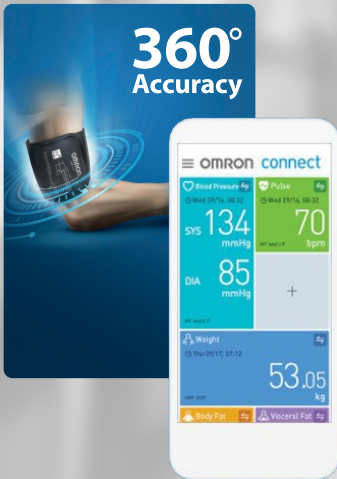 360°
Accuracy
OMRON
OMRON connect
Blood Pressure
Pulse
Wed 09/16, 08:32
Wed 09/16, 08:32
SYS 134
mmHg
70
bpm
DIA 85
mmHg
+
Weight
Thu 09/17, 07:12
53.05
kg
Body Fat
Visceral Fat